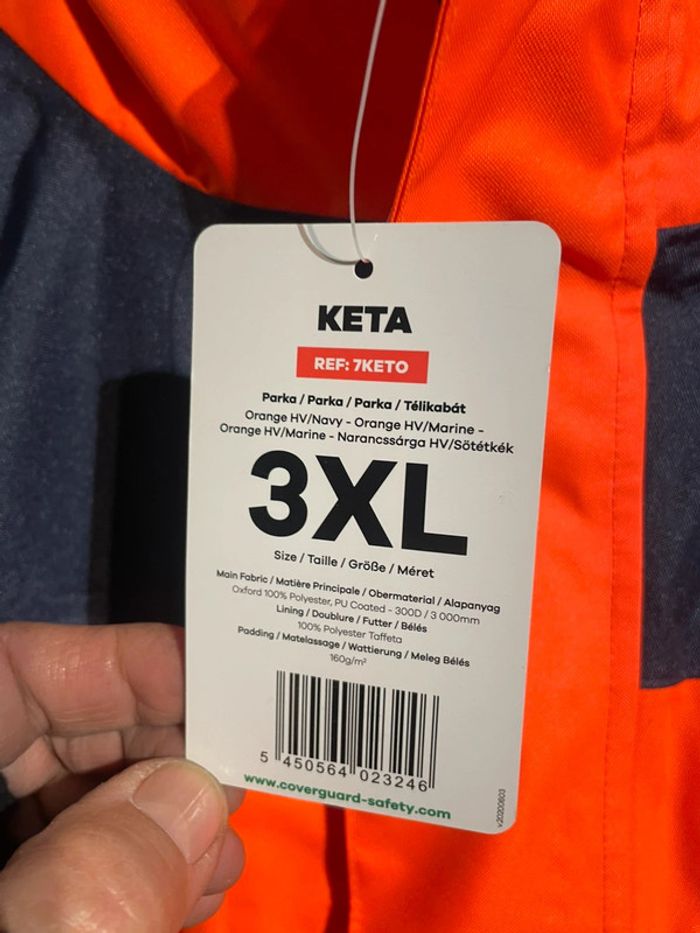 KETA
REF: 7KETO
Parka / Parka / Parka / Télikabát
Orange HV/Navy - Orange HV/Marine -
Orange HV/Marine - Narancssárga HV/Sötétkék
3XL
Size / Taille / Größe / Méret
Main Fabric / Matière Principale / Obermaterial / Alapanyag
Oxford 100% Polyester, PU Coated - 300D / 3 000mm
Lining / Doublure / Futter / Bélés
100% Polyester Taffeta
Padding / Matelassage / Wattierung / Meleg Bélés
160g/m²
5 450564 023246
www.coverguard-safety.com
v20200603